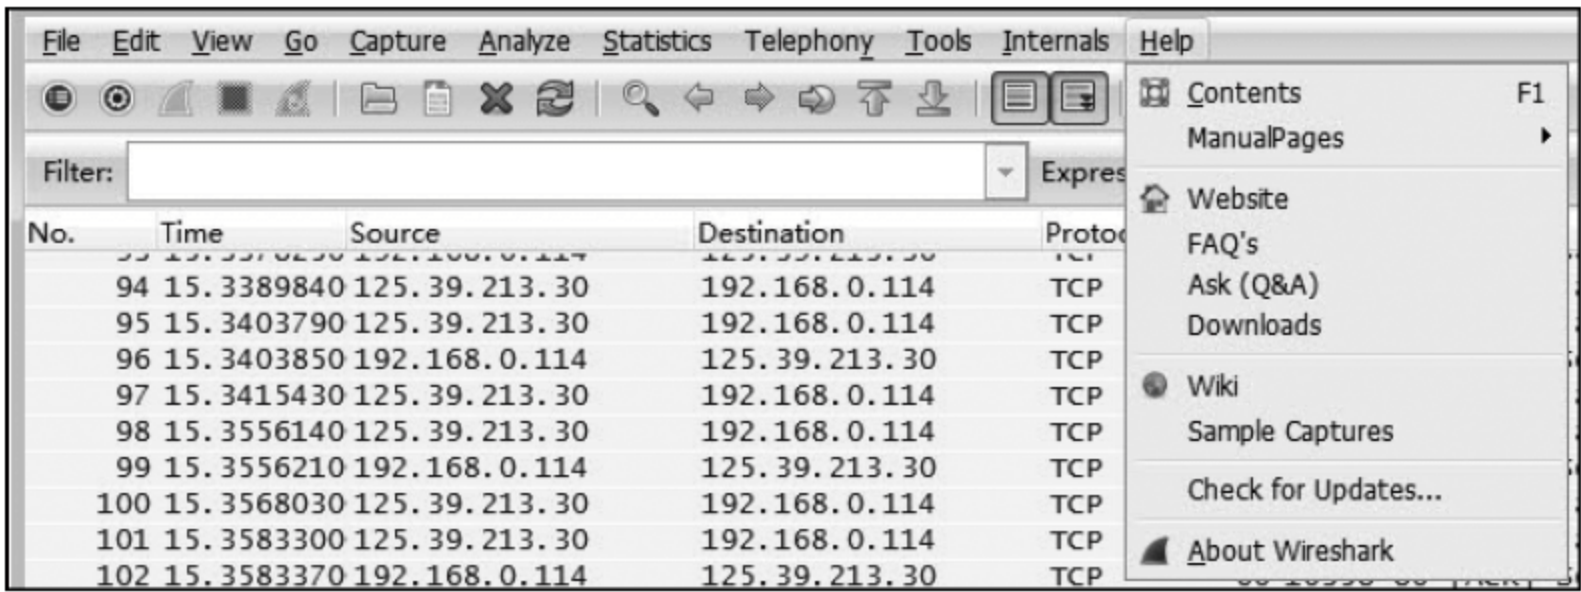 File Edit View Go Capture Analyze Statistics Telephony Tools Internals Help
Filter: Expres
No. Time Source Destination Protoc
94 15.3389840 125.39.213.30 192.168.0.114 TCP
95 15.3403790 125.39.213.30 192.168.0.114 TCP
96 15.3403850 192.168.0.114 125.39.213.30 TCP
97 15.3415430 125.39.213.30 192.168.0.114 TCP
98 15.3556140 125.39.213.30 192.168.0.114 TCP
99 15.3556210 192.168.0.114 125.39.213.30 TCP
100 15.3568030 125.39.213.30 192.168.0.114 TCP
101 15.3583300 125.39.213.30 192.168.0.114 TCP
102 15.3583370 192.168.0.114 125.39.213.30 TCP
Contents F1
ManualPages
Website
FAQ's
Ask (Q&A)
Downloads
Wiki
Sample Captures
Check for Updates...
About Wireshark